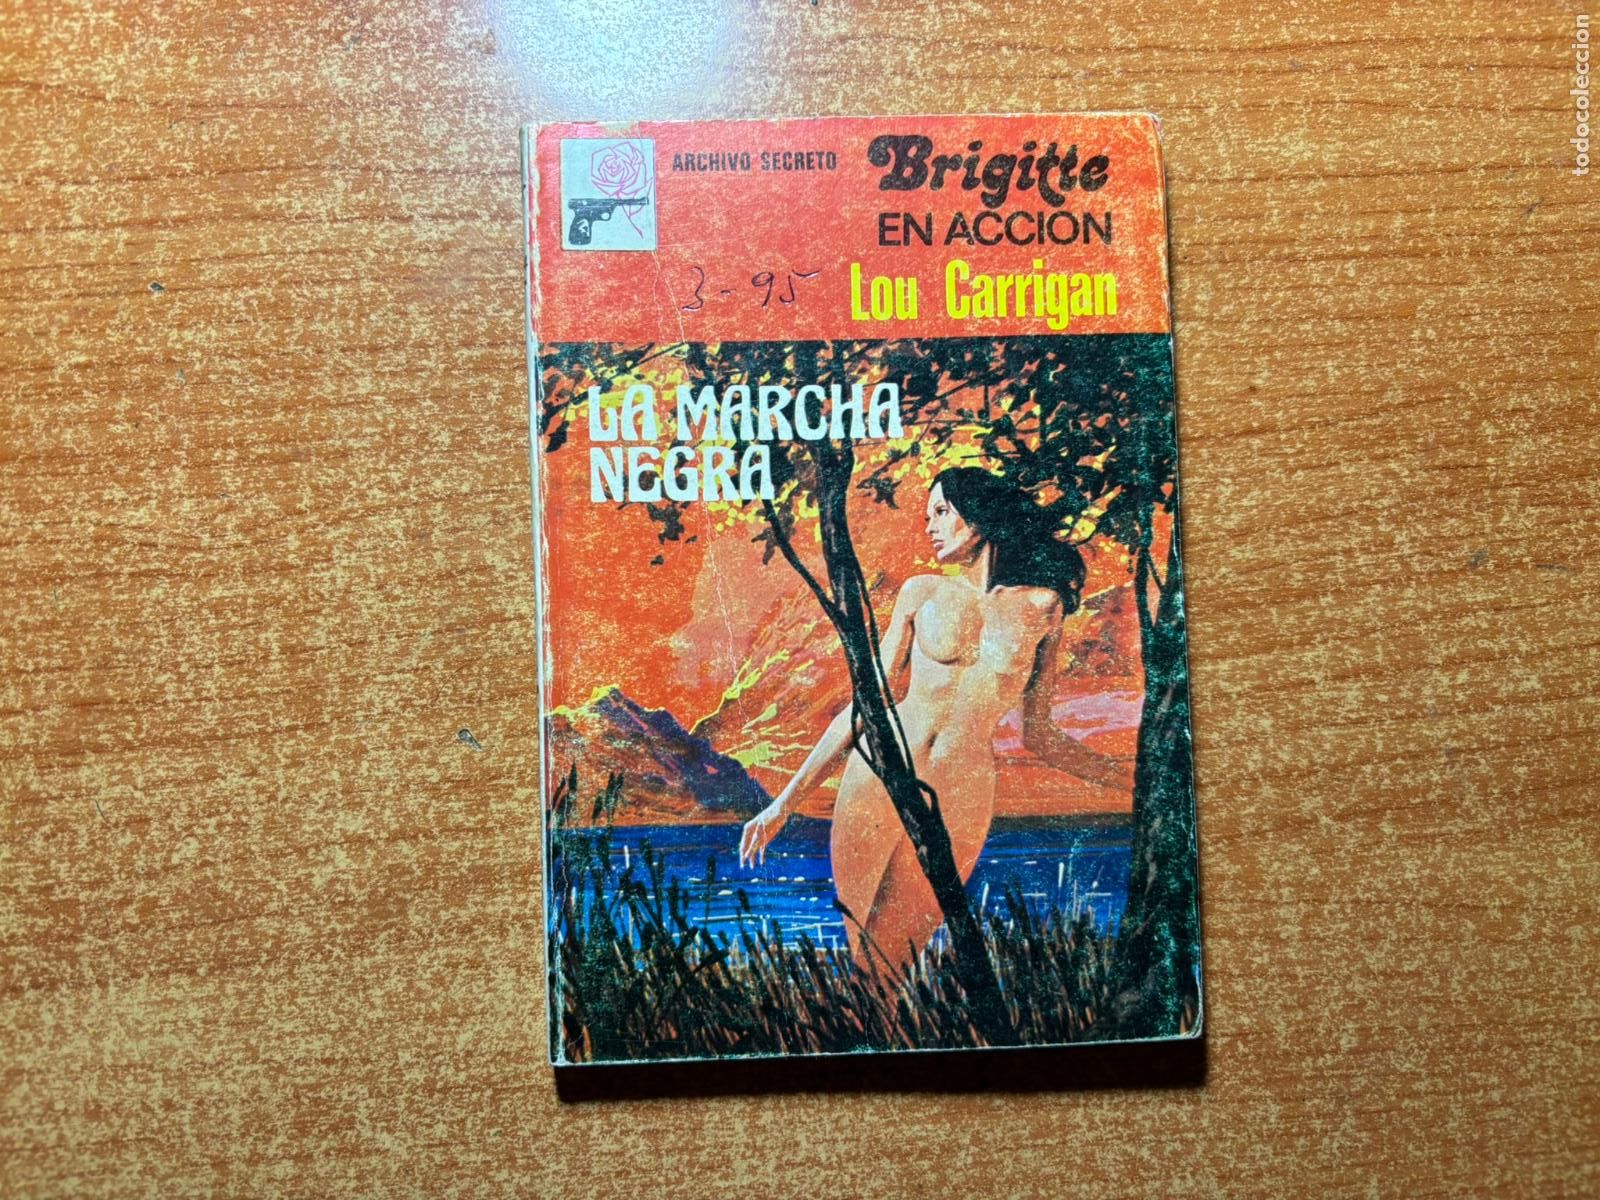 ARCHIVO SECRETO
Brigitte
EN ACCION
3-95
Lou Carrigan
LA MARCHA
NEGRA
todocoleccion